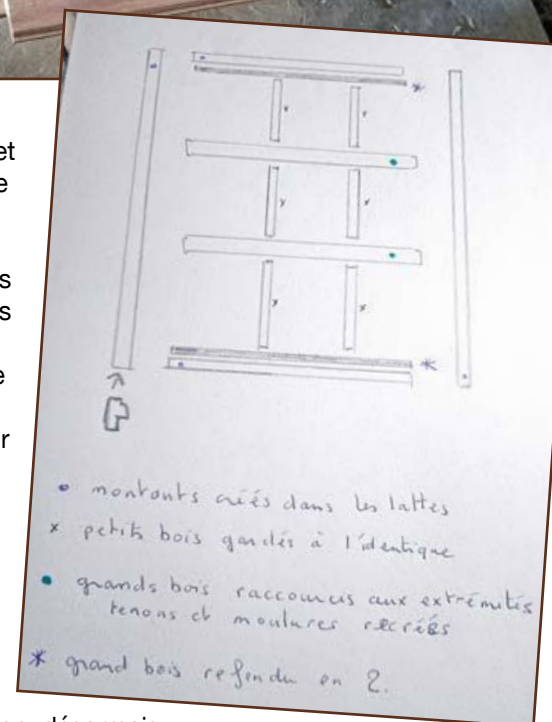 et
e
s
s
e
r
• montants créés dans les lattes
x petits bois gardés à l'identique
• grands bois raccourcis aux extrémités
tenons et moulures recréés
* grand bois refendu en 2.